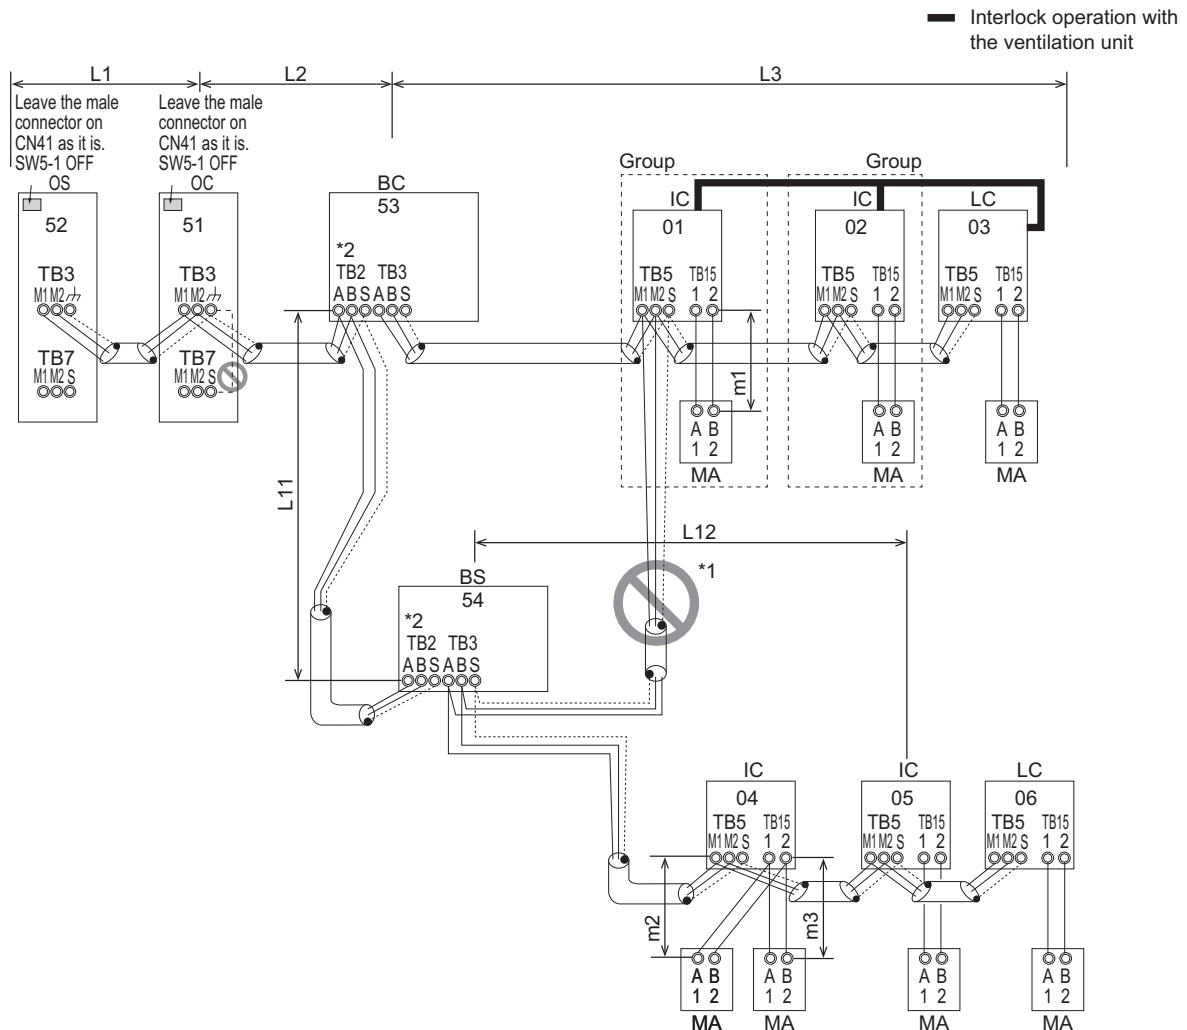 Interlock operation with
the ventilation unit
L1
L2
L3
Leave the male
connector on
CN41 as it is.
SW5-1 OFF
OS
Leave the male
connector on
CN41 as it is.
SW5-1 OFF
OC
BC
Group
Group
IC
IC
LC
52
51
53
01
02
03
*2
TB3
M1 M2
TB3
M1 M2
TB2 TB3
A B S A B S
TB5 TB15
M1 M2 S 1 2
TB5 TB15
M1 M2 S 1 2
TB5 TB15
M1 M2 S 1 2
TB7
M1 M2 S
TB7
M1 M2 S
m1
A B
1 2
MA
A B
1 2
MA
A B
1 2
MA
L11
L12
*1
BS
54
*2
TB2 TB3
A B S A B S
IC
IC
LC
04
05
06
TB5 TB15
M1 M2 S 1 2
TB5 TB15
M1 M2 S 1 2
TB5 TB15
M1 M2 S 1 2
m2
m3
A B
1 2
MA
A B
1 2
MA
A B
1 2
MA
A B
1 2
MA